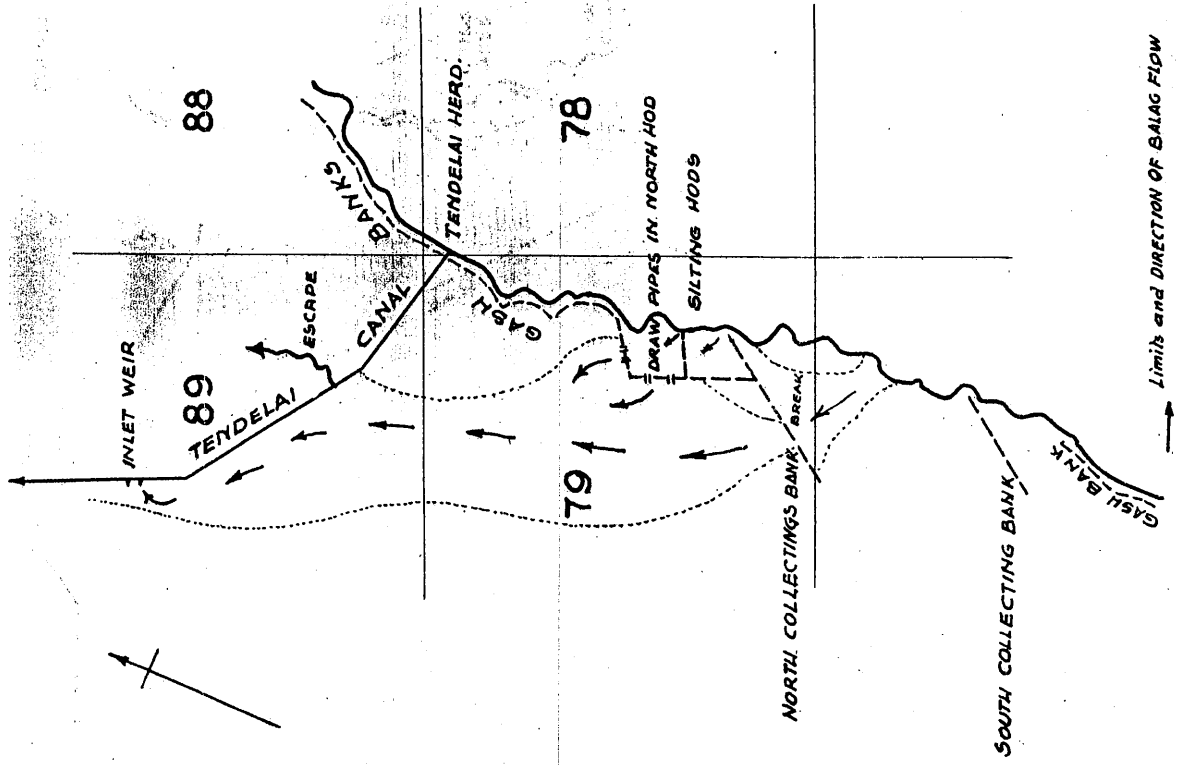 88
BANKS
TENDELAI HERD.
78
DRAW PIPES IN NORTH HOD
SILTING HODS
ESCAPE
CANAL
GASH
INLET WEIR
89
TENDELAI
79
BREAK
NORTH. COLLECTINGS BANK.
SOUTH COLLECTING BANK
GASH BANK
Limits and DIRECTION OF BALAG FLOW